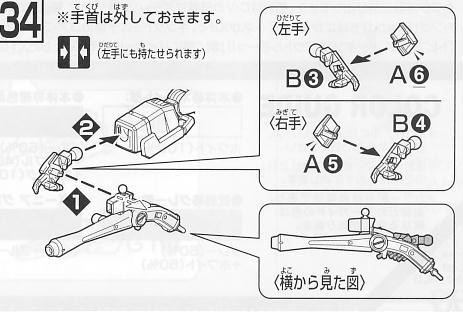 34
※手首は外しておきます。
(左手にも持たせられます)
〈左手〉
B❸
A❻
〈右手〉
B❹
A❺
❷
❶
〈横から見た図〉